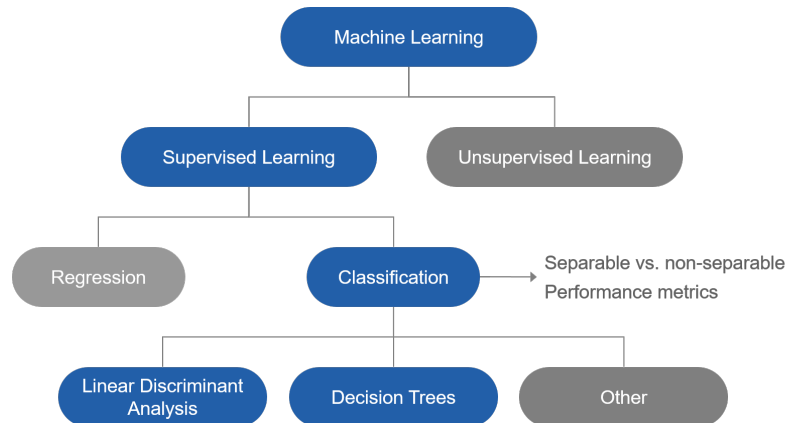 Machine Learning
Supervised Learning
Unsupervised Learning
Regression
Classification
Separable vs. non-separable
Performance metrics
Linear Discriminant
Analysis
Decision Trees
Other